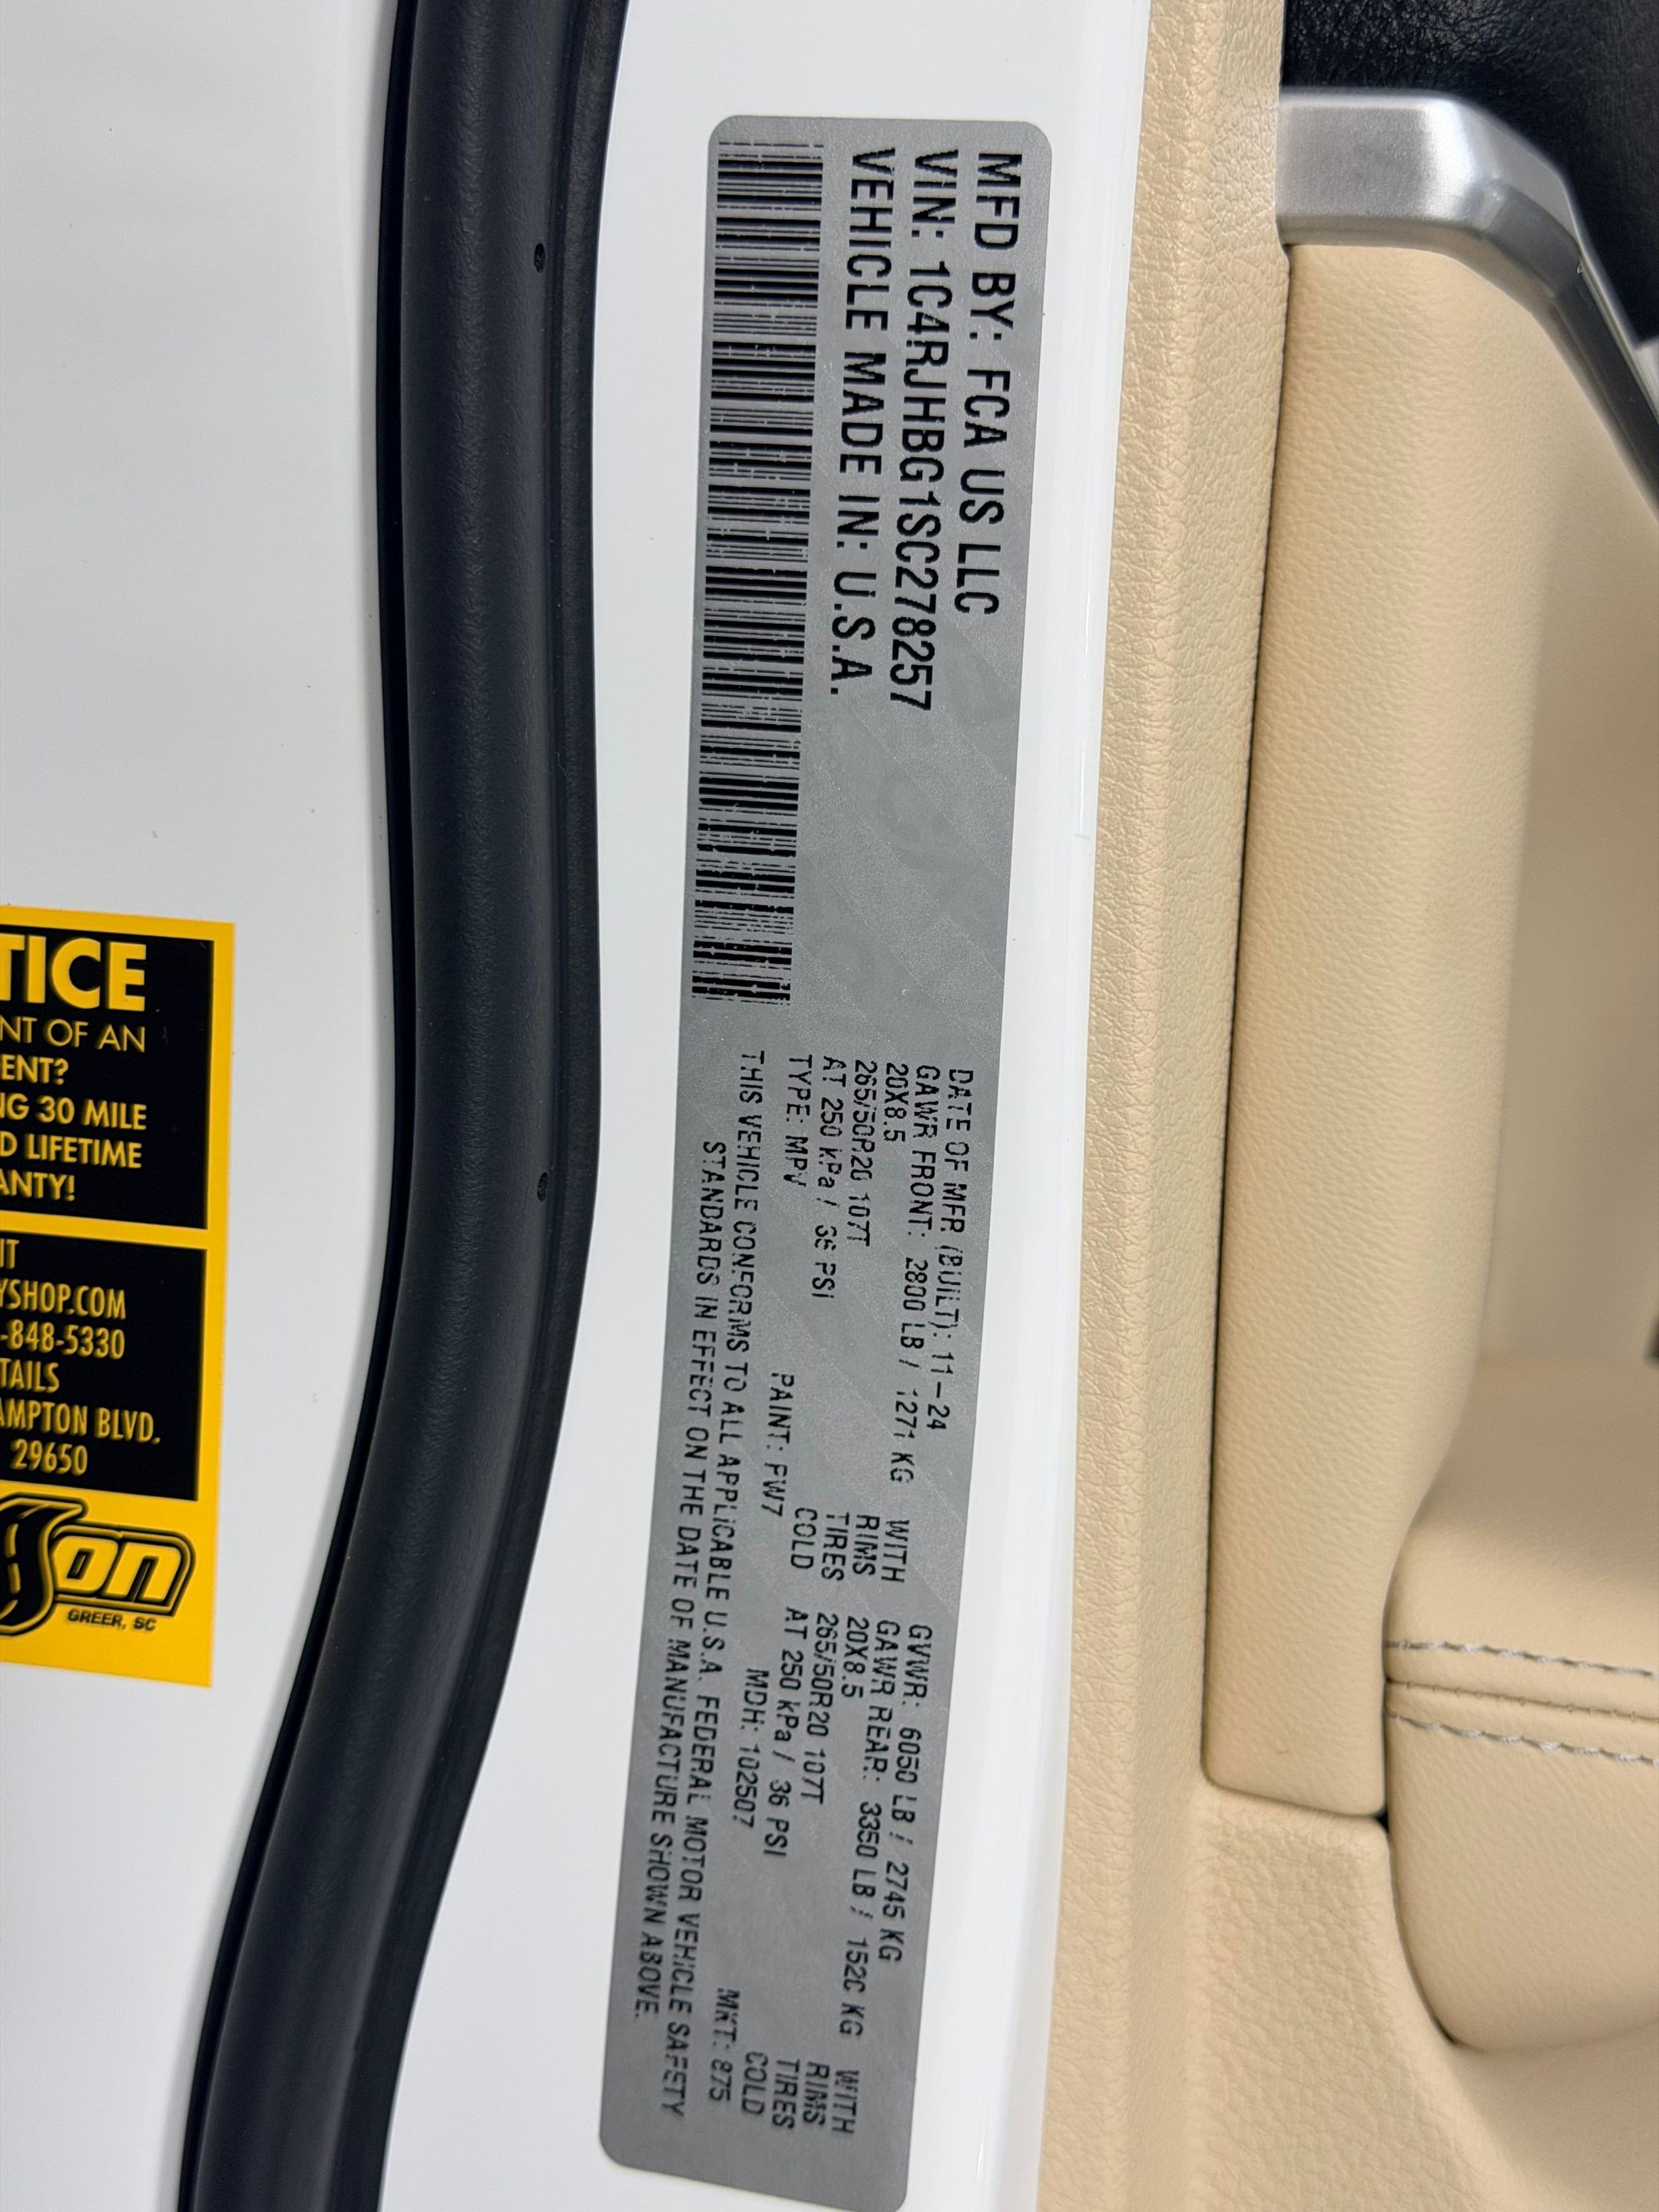 MFD BY: FCA US LLC
VIN: 1C4RJHBG1SC278257
VEHICLE MADE IN: U.S.A.
DATE OF MFR (BUILT): 11-24
GAWR FRONT: 2800 LB / 1271 KG WITH
20X8.5 RIMS
265/50R20 107T TIRES
AT 250 kPa / 36 PSI COLD
TYPE: MPV PAINT: PW7
GVWR: 6050 LB / 2745 KG
GAWR REAR: 3350 LB / 1520 KG WITH
20X8.5 RIMS
265/50R20 107T TIRES
AT 250 kPa / 36 PSI COLD
MDH: 102507 MKT: 875
THIS VEHICLE CONFORMS TO ALL APPLICABLE U.S.A. FEDERAL MOTOR VEHICLE SAFETY
STANDARDS IN EFFECT ON THE DATE OF MANUFACTURE SHOWN ABOVE.
TICE
NT OF AN
ENT?
NG 30 MILE
D LIFETIME
ANTY!
IT
YSHOP.COM
-848-5330
TAILS
AMPTON BLVD.
29650
son
GREER, SC